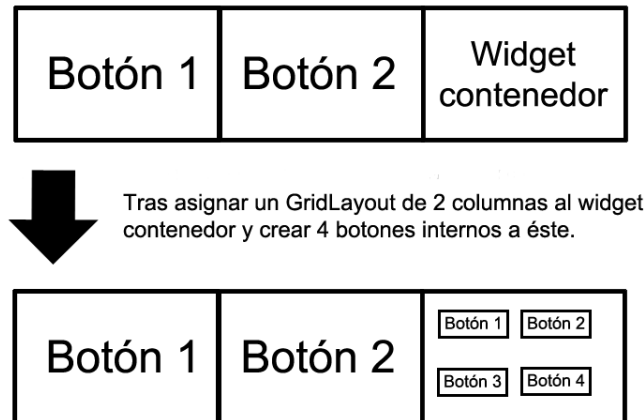 Botón 1
Botón 2
Widget
contenedor
Tras asignar un GridLayout de 2 columnas al widget
contenedor y crear 4 botones internos a éste.
Botón 1
Botón 2
Botón 1
Botón 2
Botón 3
Botón 4